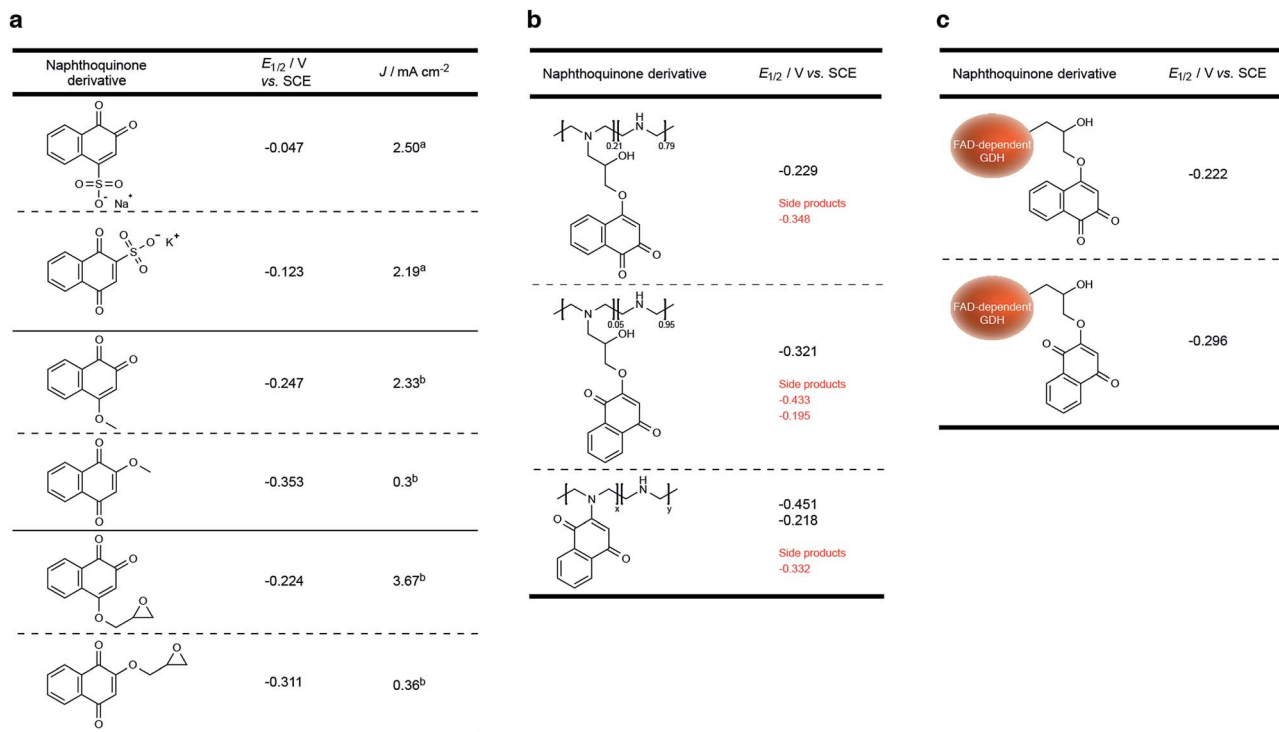 a
Naphthoquinone derivative
E1/2 / V vs. SCE
J / mA cm-2
O
O
O S O
O- Na+
-0.047
2.50a
O
O
S
O
O- K+
O
-0.123
2.19a
O
O
O
-0.247
2.33b
O
O
O
-0.353
0.3b
O
O
O
O
-0.224
3.67b
O
O
O
O
-0.311
0.36b
b
Naphthoquinone derivative
E1/2 / V vs. SCE
H
N
N
0.21
0.79
OH
O
O
O
-0.229
Side products
-0.348
H
N
N
0.05
0.95
OH
O
O
O
-0.321
Side products
-0.433
-0.195
H
N
N
x
y
O
O
-0.451
-0.218
Side products
-0.332
c
Naphthoquinone derivative
E1/2 / V vs. SCE
FAD-dependent
GDH
OH
O
O
O
-0.222
FAD-dependent
GDH
OH
O
O
O
-0.296